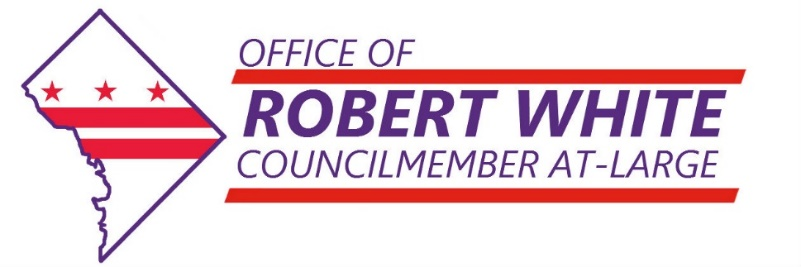 OFFICE OF
ROBERT WHITE
COUNCILMEMBER AT-LARGE